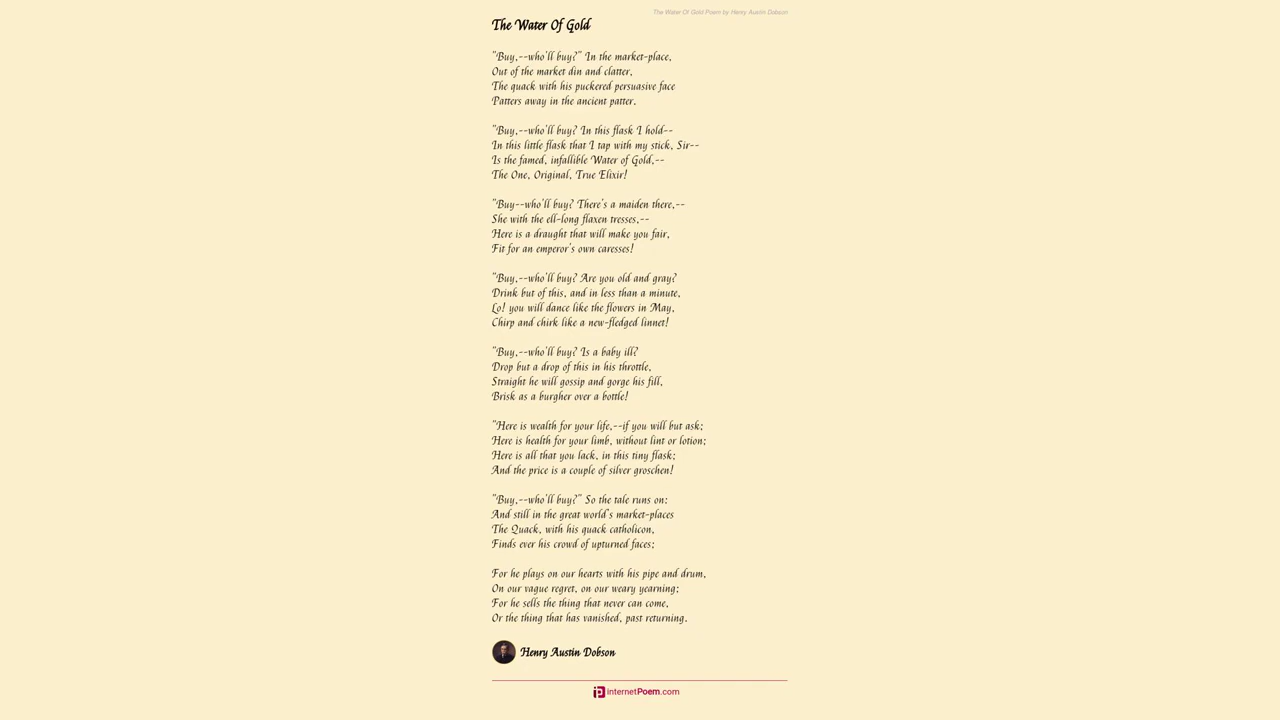 The Water Of Gold Poem by Henry Austin Dobson
The Water Of Gold
"Buy,--who'll buy?" In the market-place,
Out of the market din and clatter,
The quack with his puckered persuasive face
Patters away in the ancient patter.
"Buy,--who'll buy? In this flask I hold--
In this little flask that I tap with my stick, Sir--
Is the famed, infallible Water of Gold,--
The One, Original, True Elixir!
"Buy--who'll buy? There's a maiden there,--
She with the ell-long flaxen tresses,--
Here is a draught that will make you fair,
Fit for an emperor's own caresses!
"Buy,--who'll buy? Are you old and gray?
Drink but of this, and in less than a minute,
Lo! you will dance like the flowers in May,
Chirp and chirk like a new-fledged linnet!
"Buy,--who'll buy? Is a baby ill?
Drop but a drop of this in his throttle,
Straight he will gossip and gorge his fill,
Brisk as a burgher over a bottle!
"Here is wealth for your life,--if you will but ask;
Here is health for your limb, without lint or lotion;
Here is all that you lack, in this tiny flask;
And the price is a couple of silver groschen!
"Buy,--who'll buy?" So the tale runs on:
And still in the great world's market-places
The Quack, with his quack catholicon,
Finds ever his crowd of upturned faces;
For he plays on our hearts with his pipe and drum,
On our vague regret, on our weary yearning;
For he sells the thing that never can come,
Or the thing that has vanished, past returning.
Henry Austin Dobson
internetPoem.com